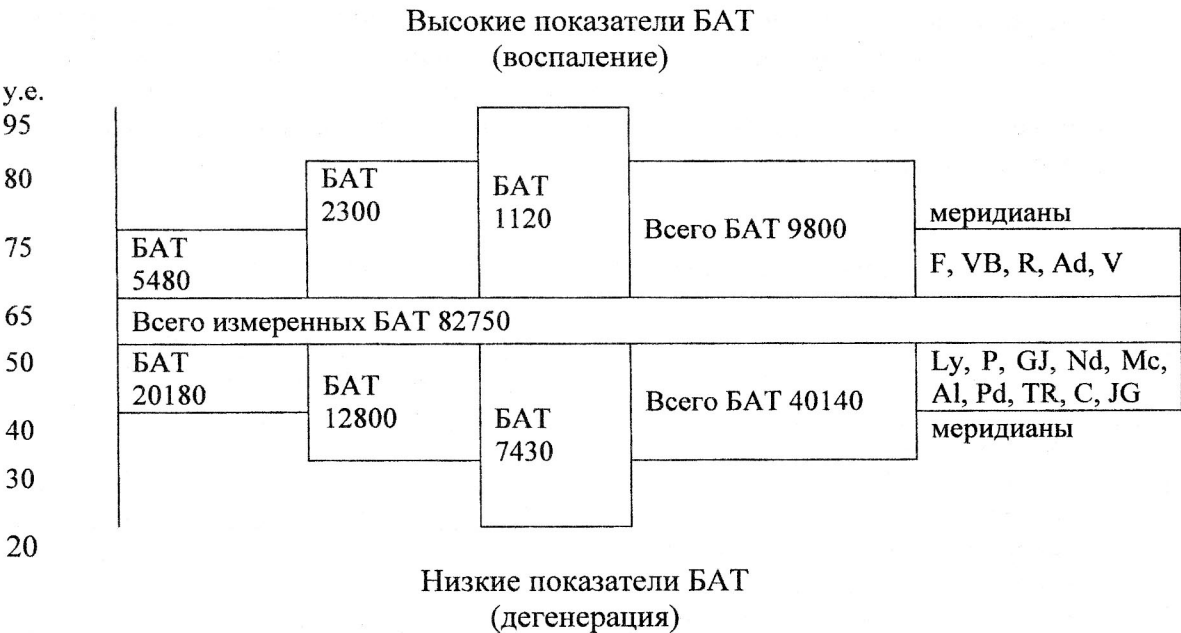 Высокие показатели БАТ
(воспаление)
у.е.
95
80
75
65
50
40
30
20
БАТ
5480
БАТ
2300
БАТ
1120
Всего БАТ 9800
меридианы
F, VB, R, Ad, V
Всего измеренных БАТ 82750
БАТ
20180
БАТ
12800
БАТ
7430
Всего БАТ 40140
Ly, P, GJ, Nd, Mc,
Al, Pd, TR, C, JG
меридианы
Низкие показатели БАТ
(дегенерация)